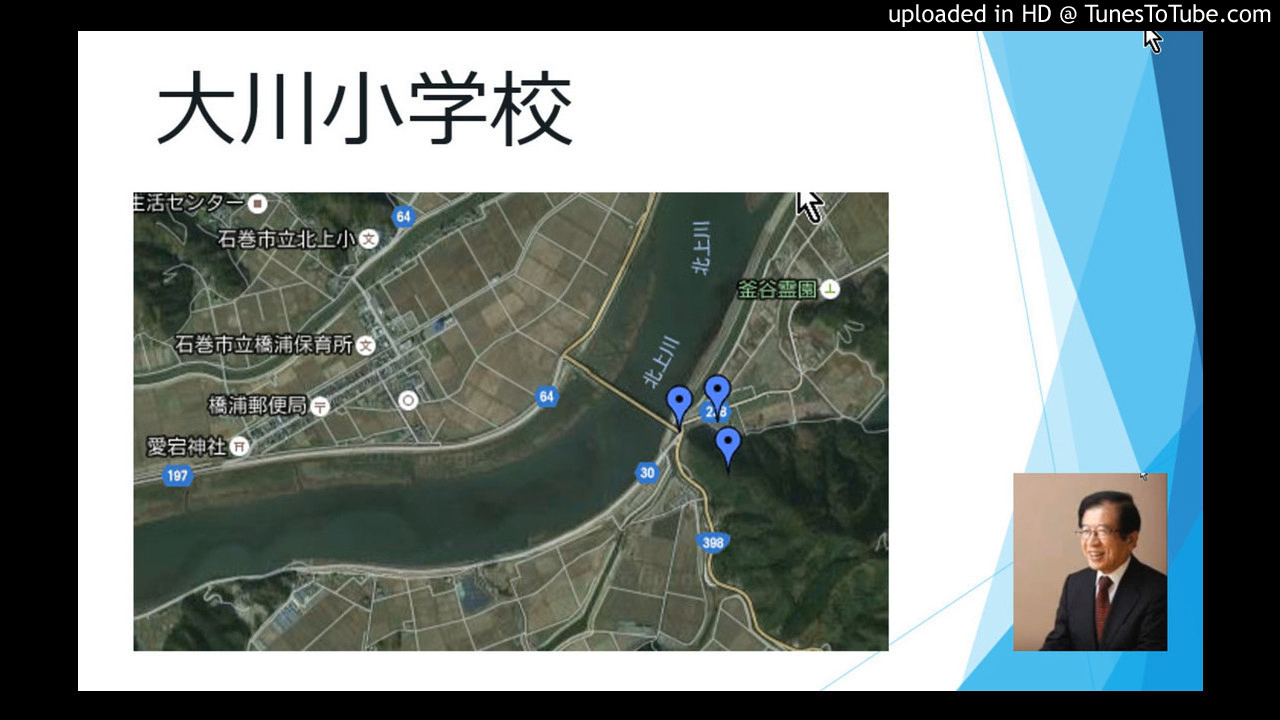 uploaded in HD @ TunesToTube.com
大川小学校
生活センター
64
石巻市立北上小
文
北上川
釜谷霊園
石巻市立橋浦保育所
文
北上川
橋浦郵便局
64
愛宕神社
197
30
398